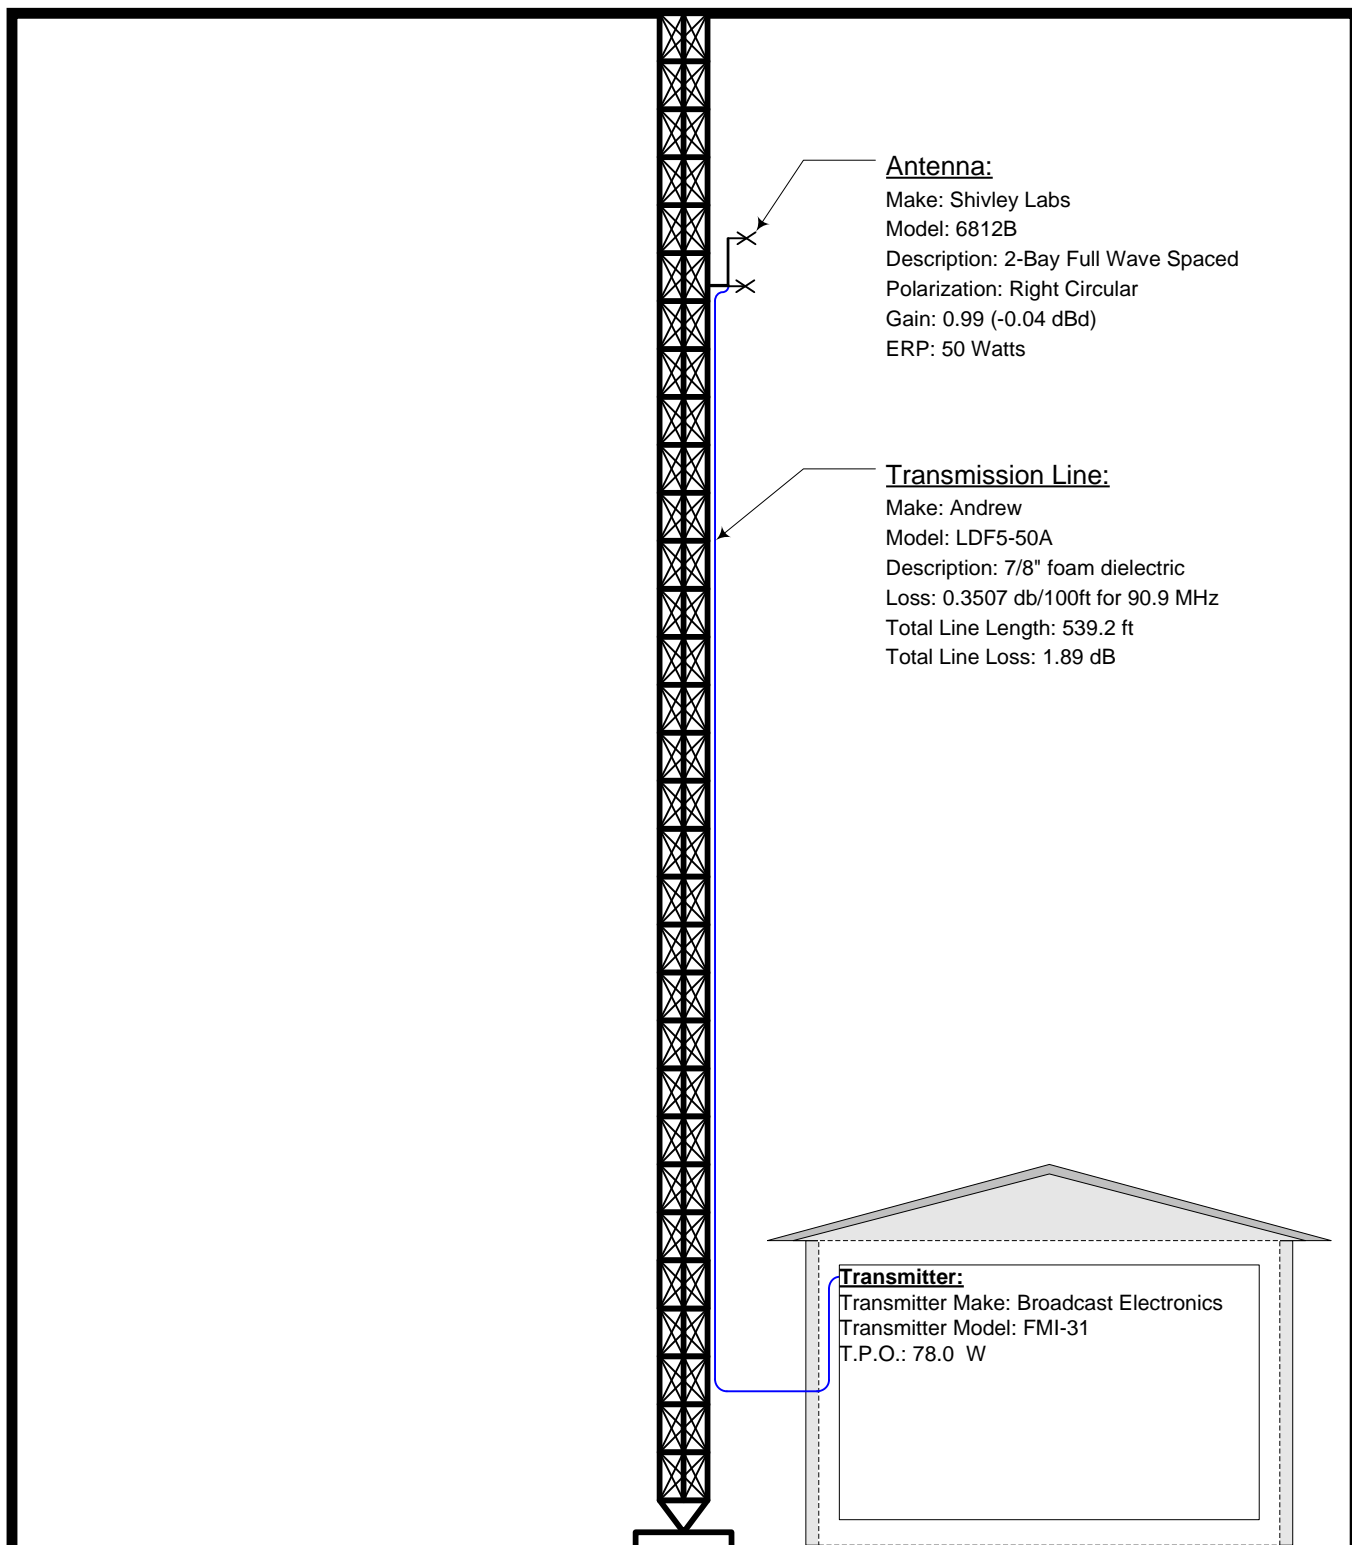 Antenna:
Make: Shivley Labs
Model: 6812B
Description: 2-Bay Full Wave Spaced
Polarization: Right Circular
Gain: 0.99 (-0.04 dBd)
ERP: 50 Watts
Transmission Line:
Make: Andrew
Model: LDF5-50A
Description: 7/8" foam dielectric
Loss: 0.3507 db/100ft for 90.9 MHz
Total Line Length: 539.2 ft
Total Line Loss: 1.89 dB
Transmitter:
Transmitter Make: Broadcast Electronics
Transmitter Model: FMI-31
T.P.O.: 78.0  W